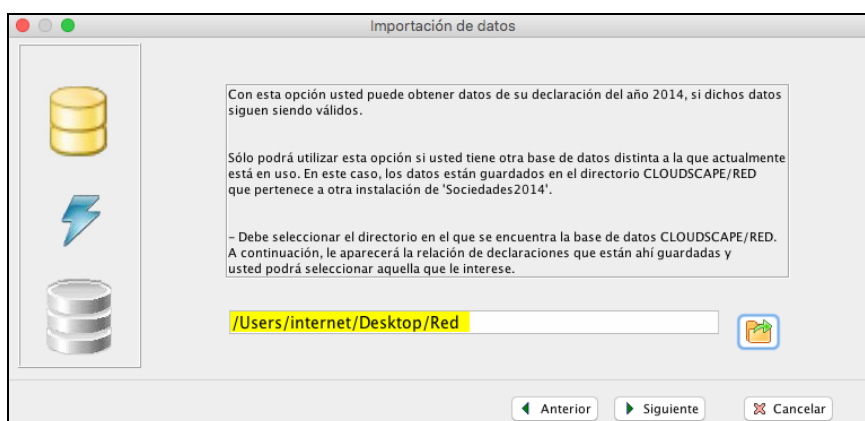 Importación de datos
Con esta opción usted puede obtener datos de su declaración del año 2014, si dichos datos
siguen siendo válidos.
Sólo podrá utilizar esta opción si usted tiene otra base de datos distinta a la que actualmente
está en uso. En este caso, los datos están guardados en el directorio CLOUDSCAPE/RED
que pertenece a otra instalación de 'Sociedades2014'.
– Debe seleccionar el directorio en el que se encuentra la base de datos CLOUDSCAPE/RED.
A continuación, le aparecerá la relación de declaraciones que están ahí guardadas y
usted podrá seleccionar aquella que le interese.
/Users/internet/Desktop/Red
Anterior Siguiente Cancelar